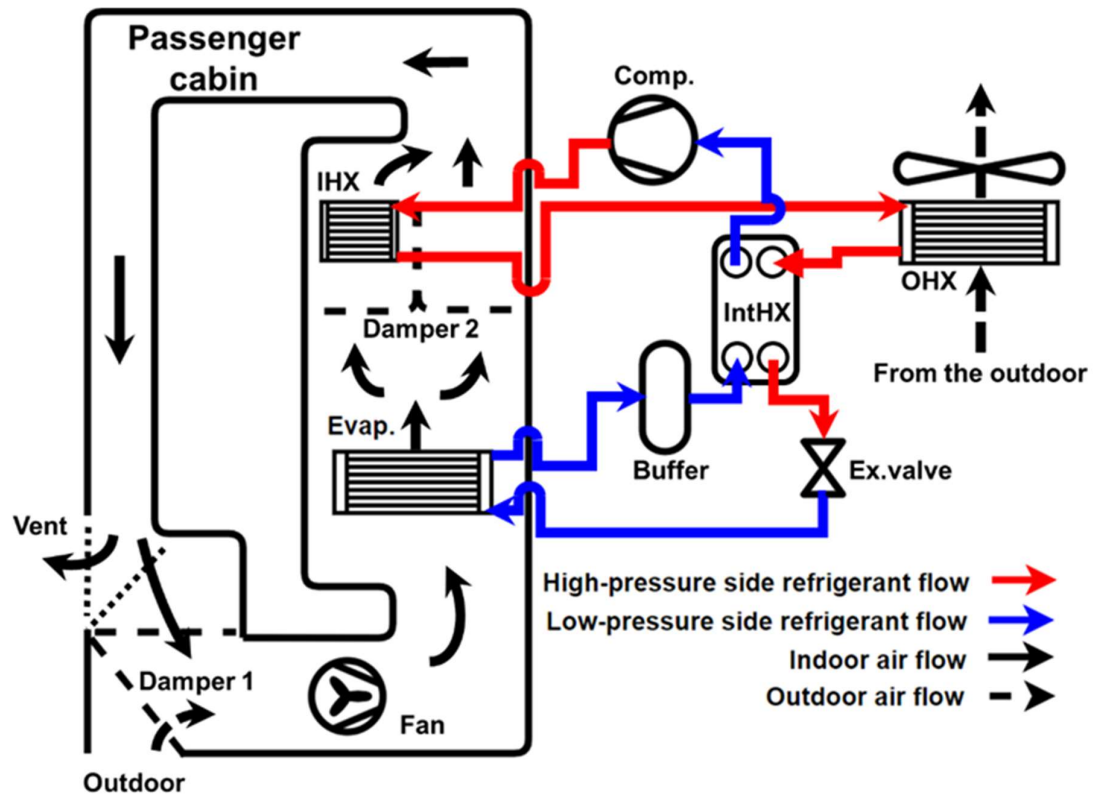 Passenger
cabin
Comp.
IHX
OHX
IntHX
Damper 2
From the outdoor
Evap.
Buffer
Ex.valve
Vent
High-pressure side refrigerant flow
Low-pressure side refrigerant flow
Indoor air flow
Outdoor air flow
Damper 1
Fan
Outdoor